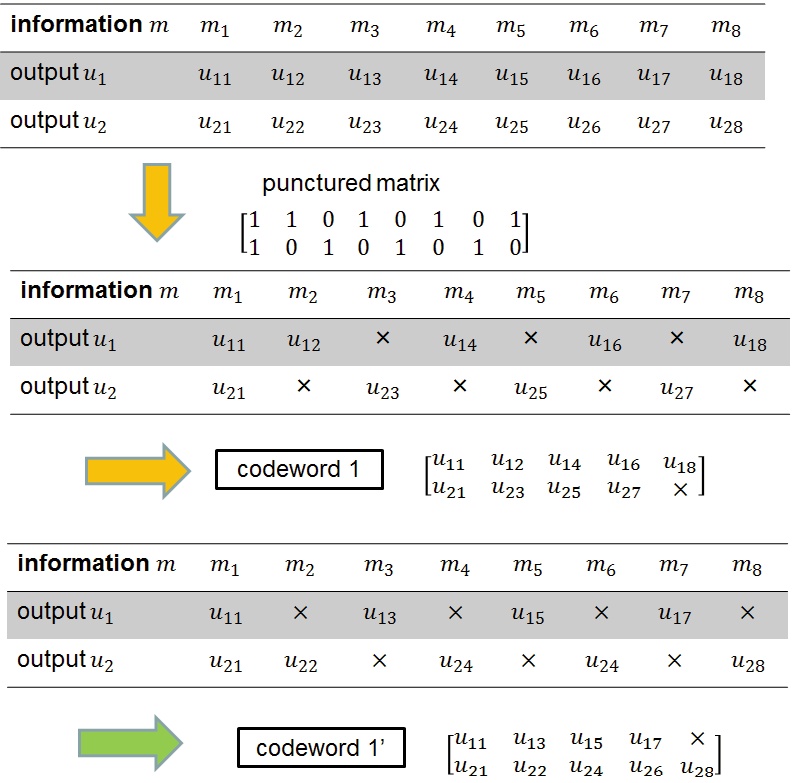 information m m₁ m₂ m₃ m₄ m₅ m₆ m₇ m₈
output u₁ u₁₁ u₁₂ u₁₃ u₁₄ u₁₅ u₁₆ u₁₇ u₁₈
output u₂ u₂₁ u₂₂ u₂₃ u₂₄ u₂₅ u₂₆ u₂₇ u₂₈
punctured matrix
[1 1 0 1 0 1 0 1
1 0 1 0 1 0 1 0]
information m m₁ m₂ m₃ m₄ m₅ m₆ m₇ m₈
output u₁ u₁₁ u₁₂ × u₁₄ × u₁₆ × u₁₈
output u₂ u₂₁ × u₂₃ × u₂₅ × u₂₇ ×
codeword 1
[u₁₁ u₁₂ u₁₄ u₁₆ u₁₈
u₂₁ u₂₃ u₂₅ u₂₇ ×]
information m m₁ m₂ m₃ m₄ m₅ m₆ m₇ m₈
output u₁ u₁₁ × u₁₃ × u₁₅ × u₁₇ ×
output u₂ u₂₁ u₂₂ × u₂₄ × u₂₄ × u₂₈
codeword 1’
[u₁₁ u₁₃ u₁₅ u₁₇ ×
u₂₁ u₂₂ u₂₄ u₂₆ u₂₈]